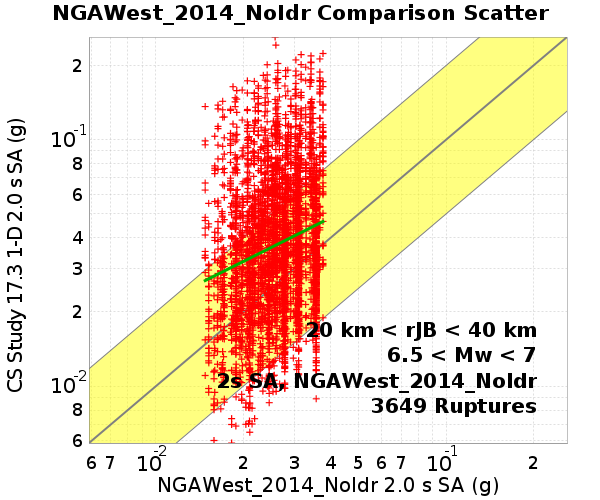 NGAWest_2014_NoIdr Comparison Scatter
CS Study 17.3 1-D 2.0 s SA (g)
2
10^-1
8
6
4
3
2
10^-2
8
6
20 km < rJB < 40 km
6.5 < Mw < 7
2s SA, NGAWest_2014_NoIdr
3649 Ruptures
6 7 10^-2 2 3 4 5 6 7 10^-1 2
NGAWest_2014_NoIdr 2.0 s SA (g)